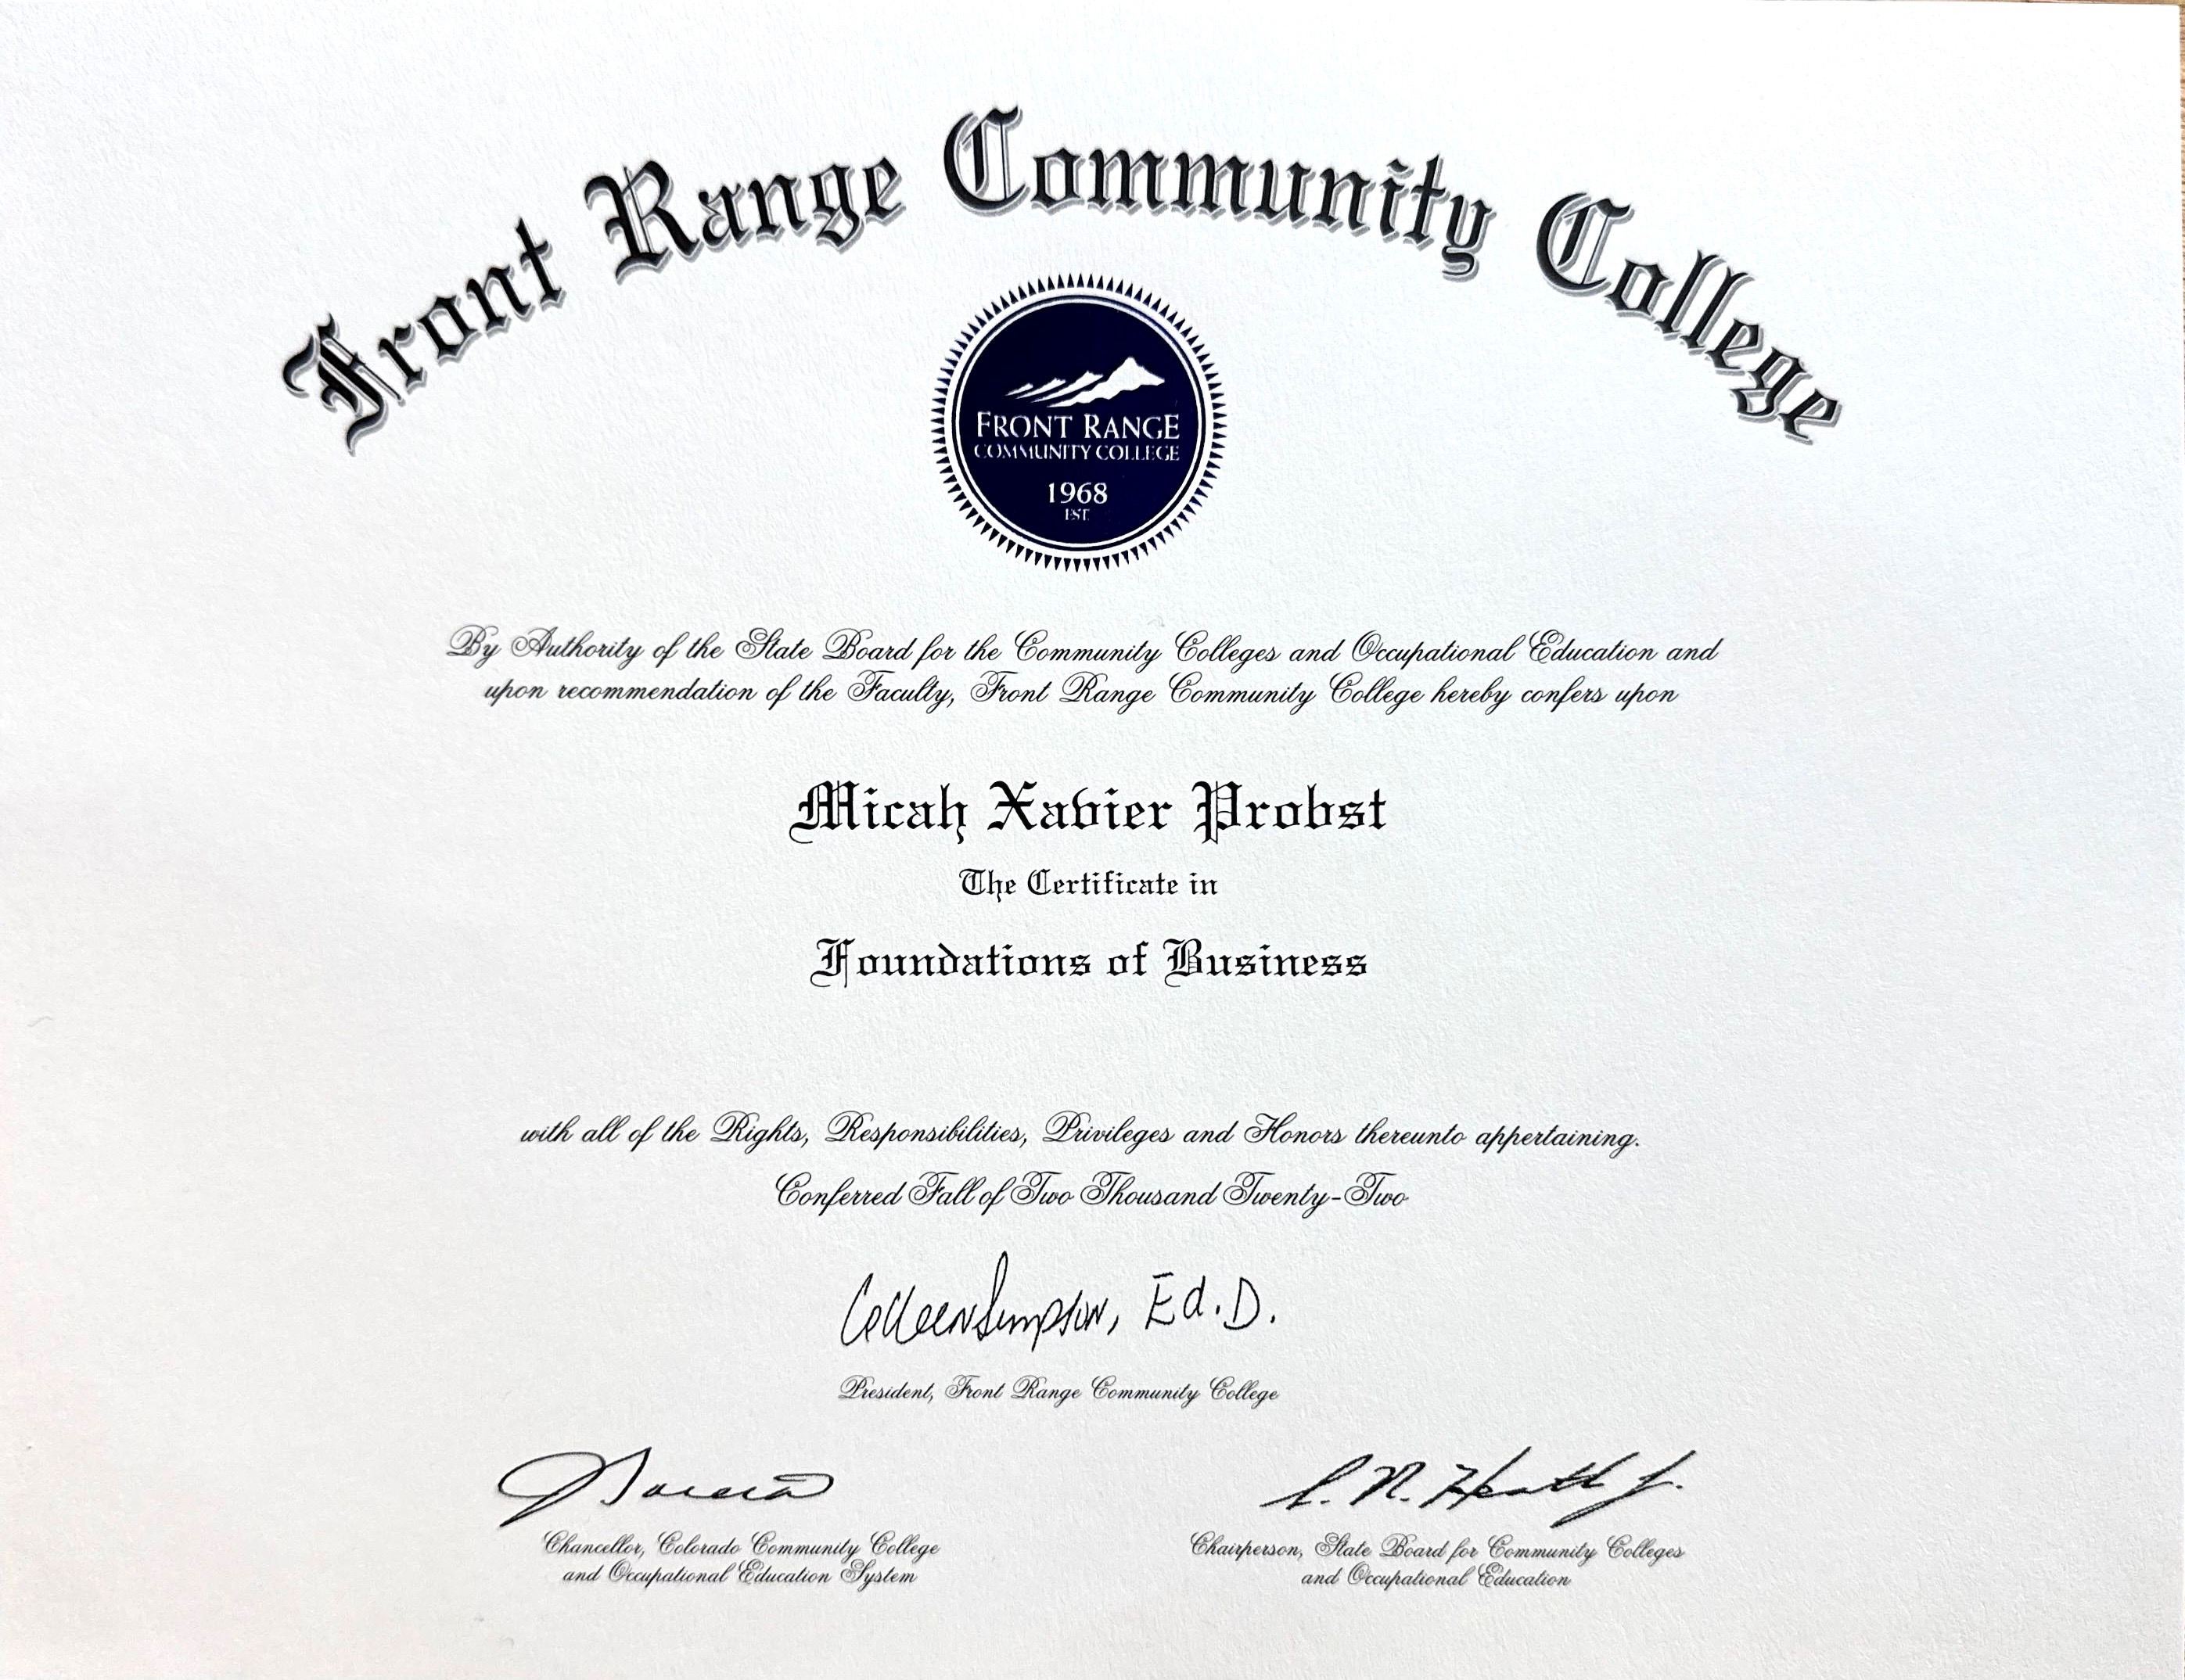 Front Range Community College
FRONT RANGE
COMMUNITY COLLEGE
1968
EST.
By Authority of the State Board for the Community Colleges and Occupational Education and
upon recommendation of the Faculty, Front Range Community College hereby confers upon
Micah Xavier Probst
The Certificate in
Foundations of Business
with all of the Rights, Responsibilities, Privileges and Honors thereunto appertaining.
Conferred Fall of Two Thousand Twenty-Two
Colleen Simpson, Ed.D.
President, Front Range Community College
Chancellor, Colorado Community College
and Occupational Education System
Chairperson, State Board for Community Colleges
and Occupational Education